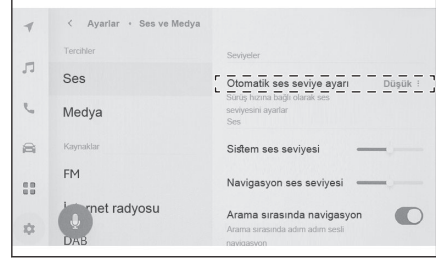 < Ayarlar • Ses ve Medya
Tercihler
Ses
Medya
Kaynaklar
FM
İnternet radyosu
DAB
Seviyeler
Otomatik ses seviye ayarı Düşük
Sürüş hızına bağlı olarak ses
seviyesini ayarlar
Ses
Sistem ses seviyesi
Navigasyon ses seviyesi
Arama sırasında navigasyon
Arama sırasında adım adım sesli
navigasyon